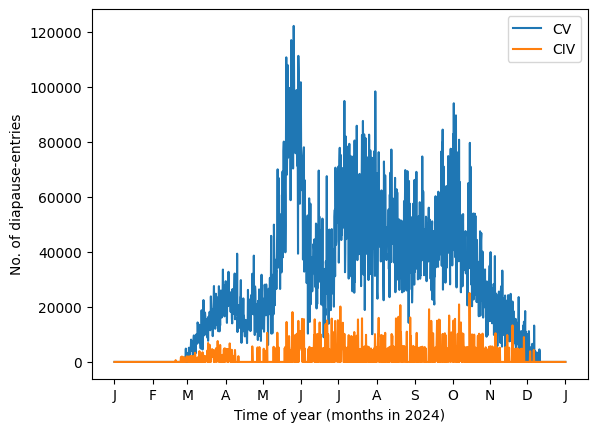 CV
CIV
120000
100000
80000
60000
40000
20000
0
No. of diapause-entries
J F M A M J J A S O N D J
Time of year (months in 2024)